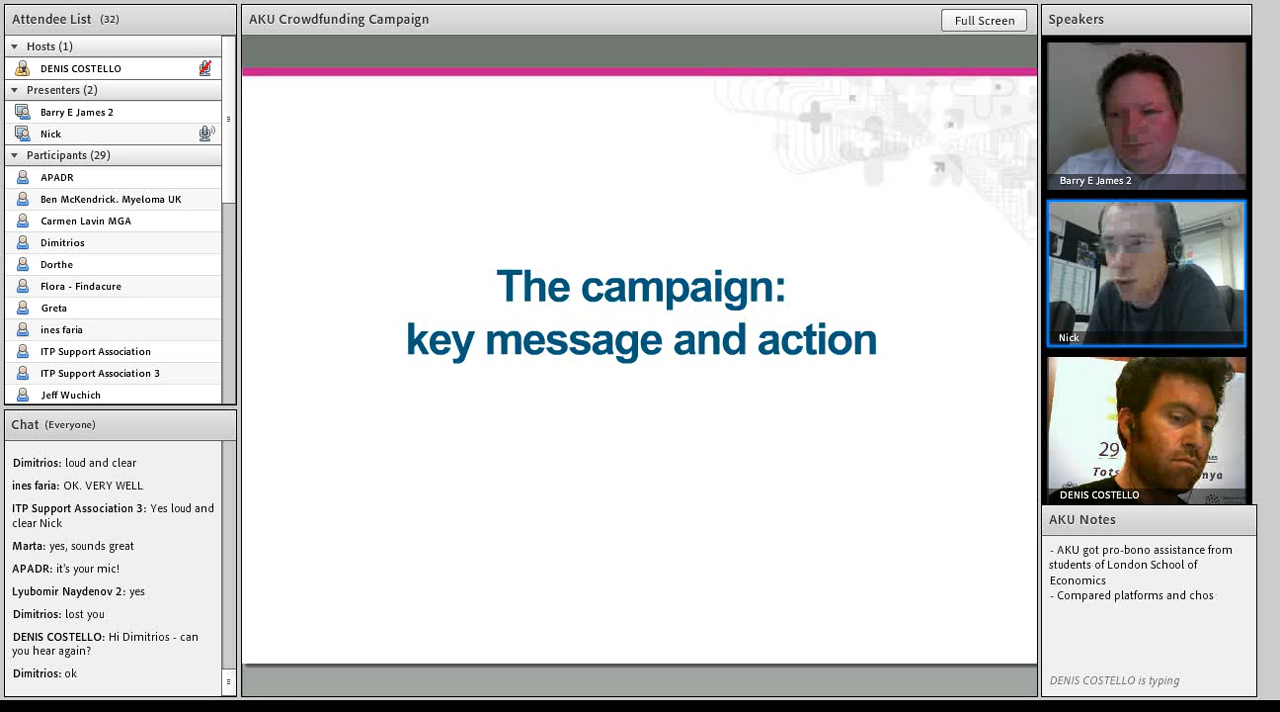 Attendee List (32)
Hosts (1)
DENIS COSTELLO
Presenters (2)
Barry E James 2
Nick
Participants (29)
APADR
Ben McKendrick. Myeloma UK
Carmen Lavin MGA
Dimitrios
Dorthe
Flora - Findacure
Greta
ines faria
ITP Support Association
ITP Support Association 3
Jeff Wuchich
Chat (Everyone)
Dimitrios: loud and clear
ines faria: OK. VERY WELL
ITP Support Association 3: Yes loud and
clear Nick
Marta: yes, sounds great
APADR: it's your mic!
Lyubomir Naydenov 2: yes
Dimitrios: lost you
DENIS COSTELLO: Hi Dimitrios - can
you hear again?
Dimitrios: ok
AKU Crowdfunding Campaign
Full Screen
The campaign:
key message and action
Speakers
Barry E James 2
Nick
29
Tots
nya
DENIS COSTELLO
AKU Notes
- AKU got pro-bono assistance from
students of London School of
Economics
- Compared platforms and chos
DENIS COSTELLO is typing